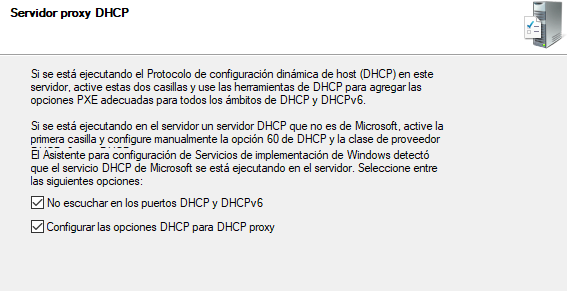 Servidor proxy DHCP
Si se está ejecutando el Protocolo de configuración dinámica de host (DHCP) en este
servidor, active estas dos casillas y use las herramientas de DHCP para agregar las
opciones PXE adecuadas para todos los ámbitos de DHCP y DHCPv6.
Si se está ejecutando en el servidor un servidor DHCP que no es de Microsoft, active la
primera casilla y configure manualmente la opción 60 de DHCP y la clase de proveedor
El Asistente para configuración de Servicios de implementación de Windows detectó
que el servicio DHCP de Microsoft se está ejecutando en el servidor. Seleccione entre
las siguientes opciones:
No escuchar en los puertos DHCP y DHCPv6
Configurar las opciones DHCP para DHCP proxy